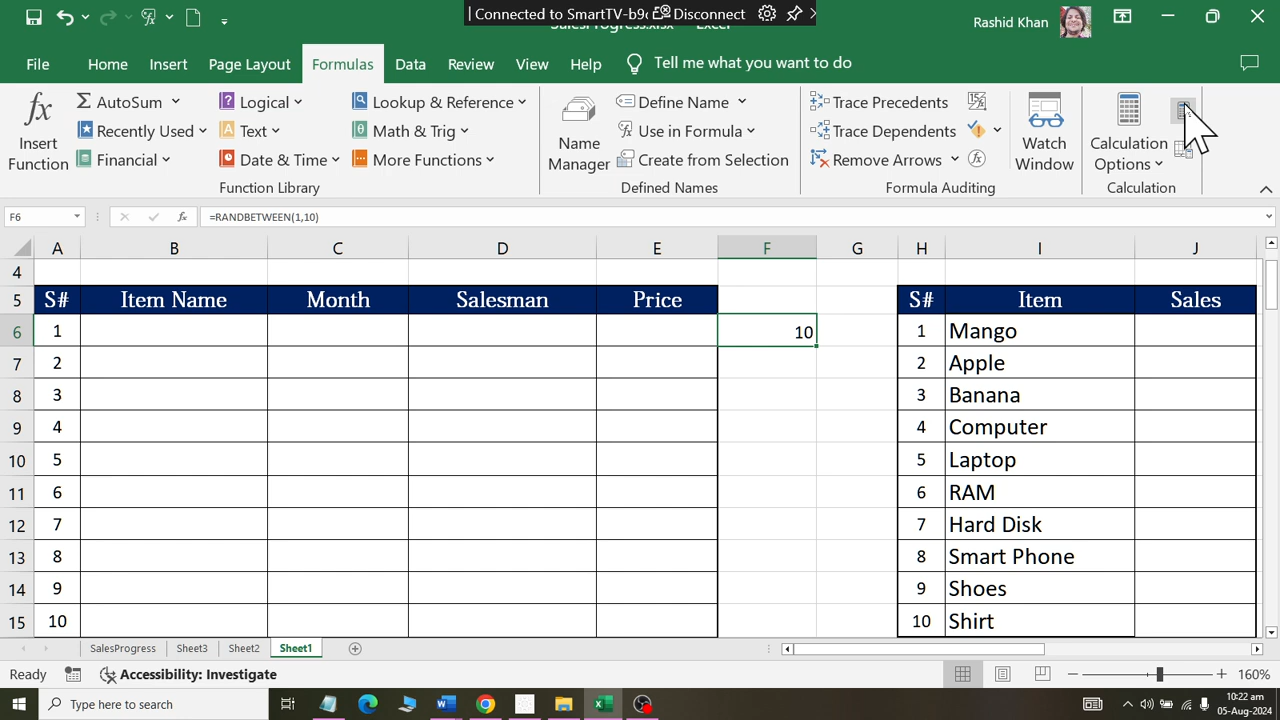 Connected to SmartTV-b9 Disconnect
Rashid Khan
File Home Insert Page Layout Formulas Data Review View Help Tell me what you want to do
AutoSum Logical Lookup & Reference Define Name Trace Precedents
Recently Used Text Math & Trig Use in Formula Trace Dependents
Financial Date & Time More Functions Create from Selection Remove Arrows
Insert Function
Name Manager
Watch Window
Calculation Options
Function Library Defined Names Formula Auditing Calculation
F6 fx =RANDBETWEEN(1,10)
A B C D E F G H I J
4
5 S# Item Name Month Salesman Price S# Item Sales
6 1 10 1 Mango
7 2 2 Apple
8 3 3 Banana
9 4 4 Computer
10 5 5 Laptop
11 6 6 RAM
12 7 7 Hard Disk
13 8 8 Smart Phone
14 9 9 Shoes
15 10 10 Shirt
SalesProgress Sheet3 Sheet2 Sheet1
Ready Accessibility: Investigate 160%
Type here to search 10:22 am
05-Aug-2024